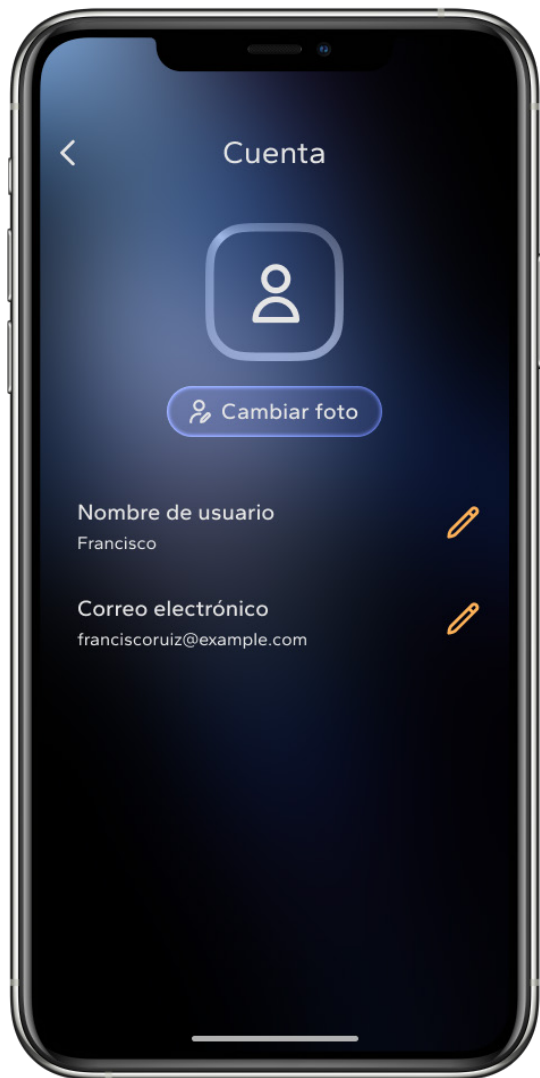 Cuenta
Cambiar foto
Nombre de usuario
Francisco
Correo electrónico
franciscoruiz@example.com